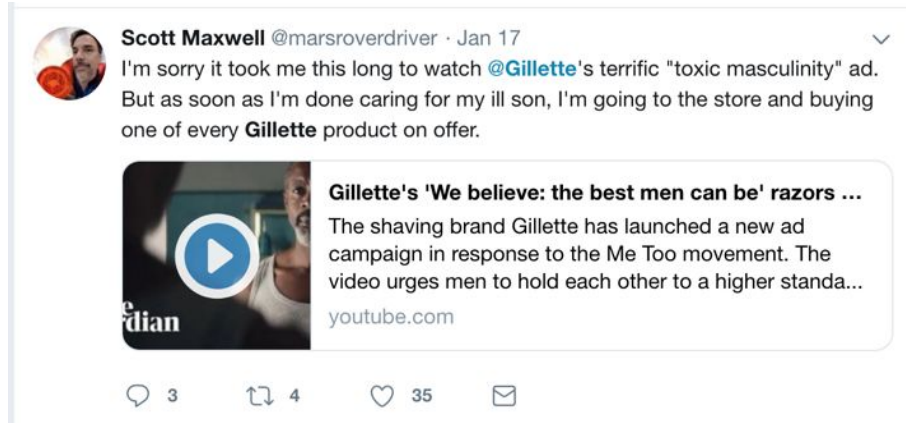 Scott Maxwell @marsroverdriver · Jan 17
I'm sorry it took me this long to watch @Gillette's terrific "toxic masculinity" ad.
But as soon as I'm done caring for my ill son, I'm going to the store and buying
one of every Gillette product on offer.
Gillette's 'We believe: the best men can be' razors ...
The shaving brand Gillette has launched a new ad
campaign in response to the Me Too movement. The
video urges men to hold each other to a higher standa...
youtube.com
e
dian
3 4 35